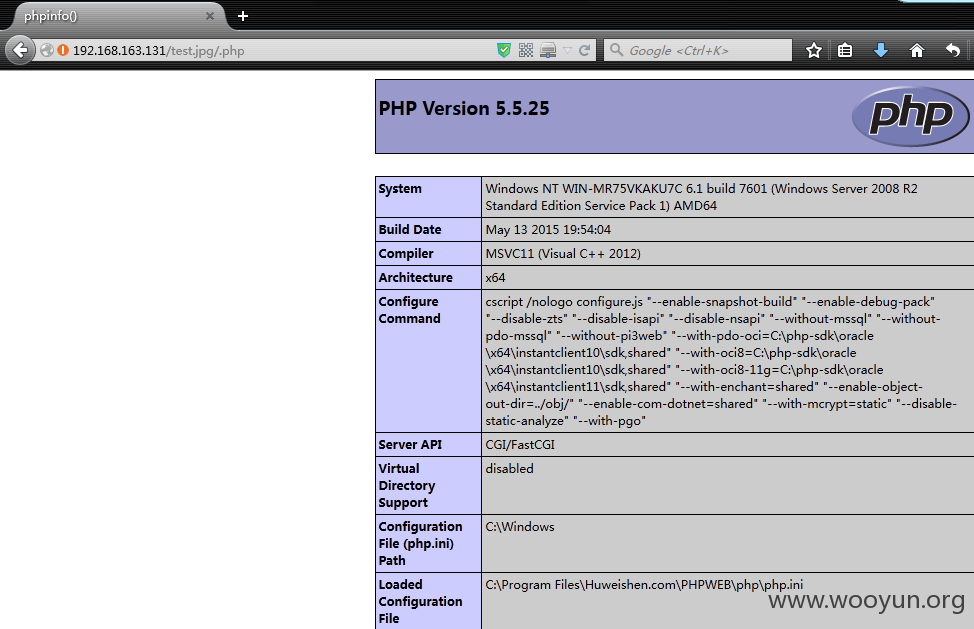 phpinfo()
192.168.163.131/test.jpg/.php
Google <Ctrl+K>
PHP Version 5.5.25
php
System
Windows NT WIN-MR75VKAKU7C 6.1 build 7601 (Windows Server 2008 R2
Standard Edition Service Pack 1) AMD64
Build Date
May 13 2015 19:54:04
Compiler
MSVC11 (Visual C++ 2012)
Architecture
x64
Configure
Command
cscript /nologo configure.js "--enable-snapshot-build" "--enable-debug-pack"
"--disable-zts" "--disable-isapi" "--disable-nsapi" "--without-mssql" "--without-
pdo-mssql" "--without-pi3web" "--with-pdo-oci=C:\php-sdk\oracle
\x64\instantclient10\sdk,shared" "--with-oci8=C:\php-sdk\oracle
\x64\instantclient10\sdk,shared" "--with-oci8-11g=C:\php-sdk\oracle
\x64\instantclient11\sdk,shared" "--with-enchant=shared" "--enable-object-
out-dir=../obj/" "--enable-com-dotnet=shared" "--with-mcrypt=static" "--disable-
static-analyze" "--with-pgo"
Server API
CGI/FastCGI
Virtual
Directory
Support
disabled
Configuration
File (php.ini)
Path
C:\Windows
Loaded
Configuration
File
C:\Program Files\Huweishen.com\PHPWEB\php\php.ini
www.wooyun.org